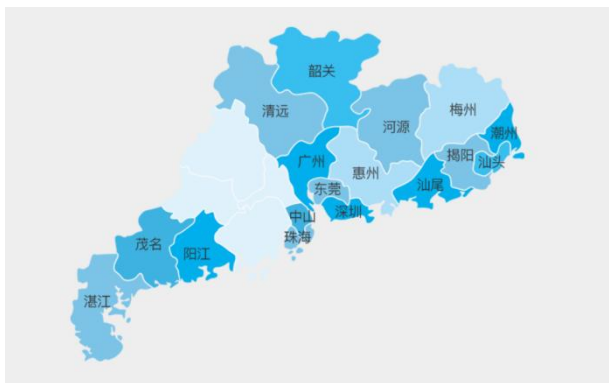 韶关
清远
梅州
河源
潮州
揭阳
汕头
广州
惠州
东莞
汕尾
深圳
中山
珠海
茂名
阳江
湛江